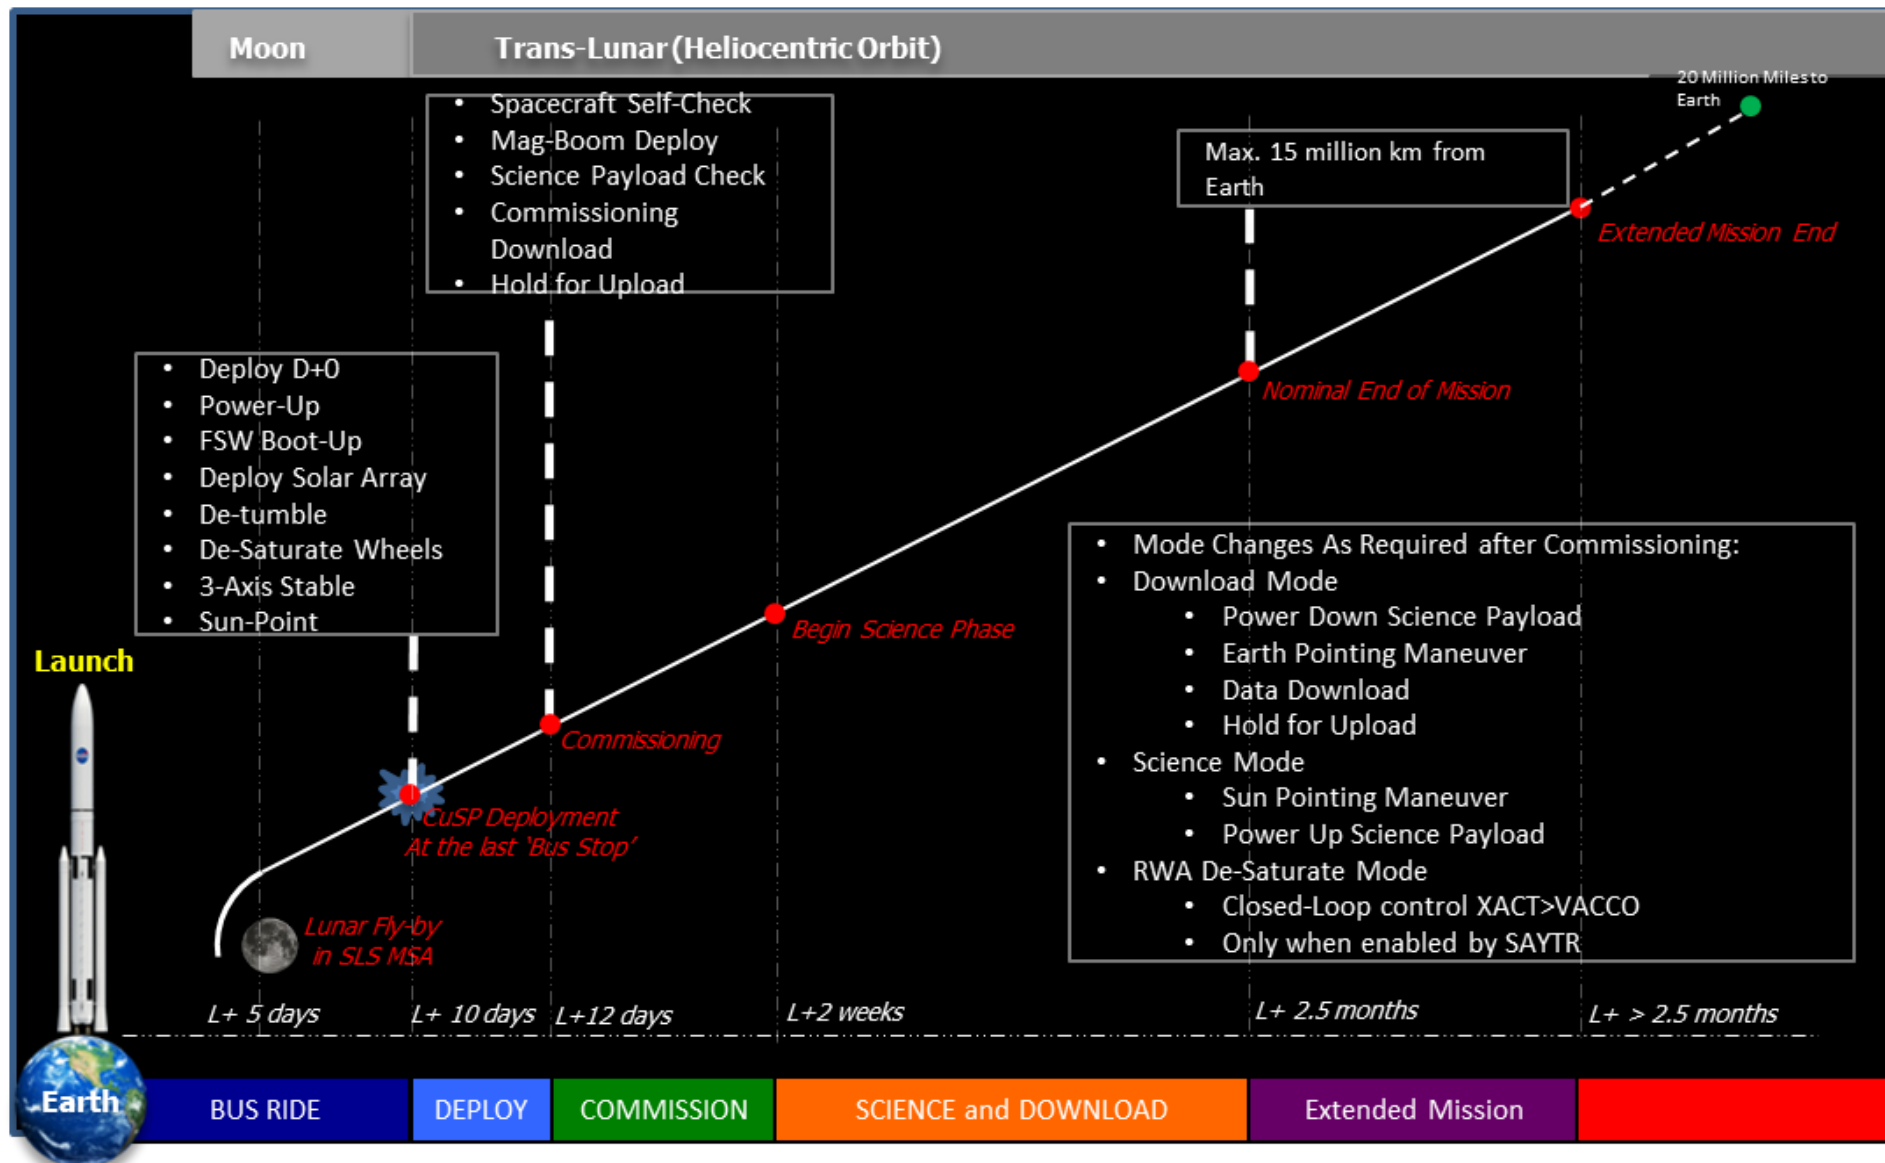 Moon
Trans-Lunar (Heliocentric Orbit)
20 Million Miles to
Earth
• Spacecraft Self-Check
• Mag-Boom Deploy
• Science Payload Check
• Commissioning
Download
• Hold for Upload
Max. 15 million km from
Earth
Extended Mission End
Nominal End of Mission
• Deploy D+0
• Power-Up
• FSW Boot-Up
• Deploy Solar Array
• De-tumble
• De-Saturate Wheels
• 3-Axis Stable
• Sun-Point
Launch
Begin Science Phase
Commissioning
CuSP Deployment
At the last ‘Bus Stop’
Lunar Fly-by
in SLS MSA
• Mode Changes As Required after Commissioning:
• Download Mode
• Power Down Science Payload
• Earth Pointing Maneuver
• Data Download
• Hold for Upload
• Science Mode
• Sun Pointing Maneuver
• Power Up Science Payload
• RWA De-Saturate Mode
• Closed-Loop control XACT>VACCO
• Only when enabled by SAYTR
L+ 5 days
L+ 10 days
L+12 days
L+2 weeks
L+ 2.5 months
L+ > 2.5 months
Earth
BUS RIDE
DEPLOY
COMMISSION
SCIENCE and DOWNLOAD
Extended Mission